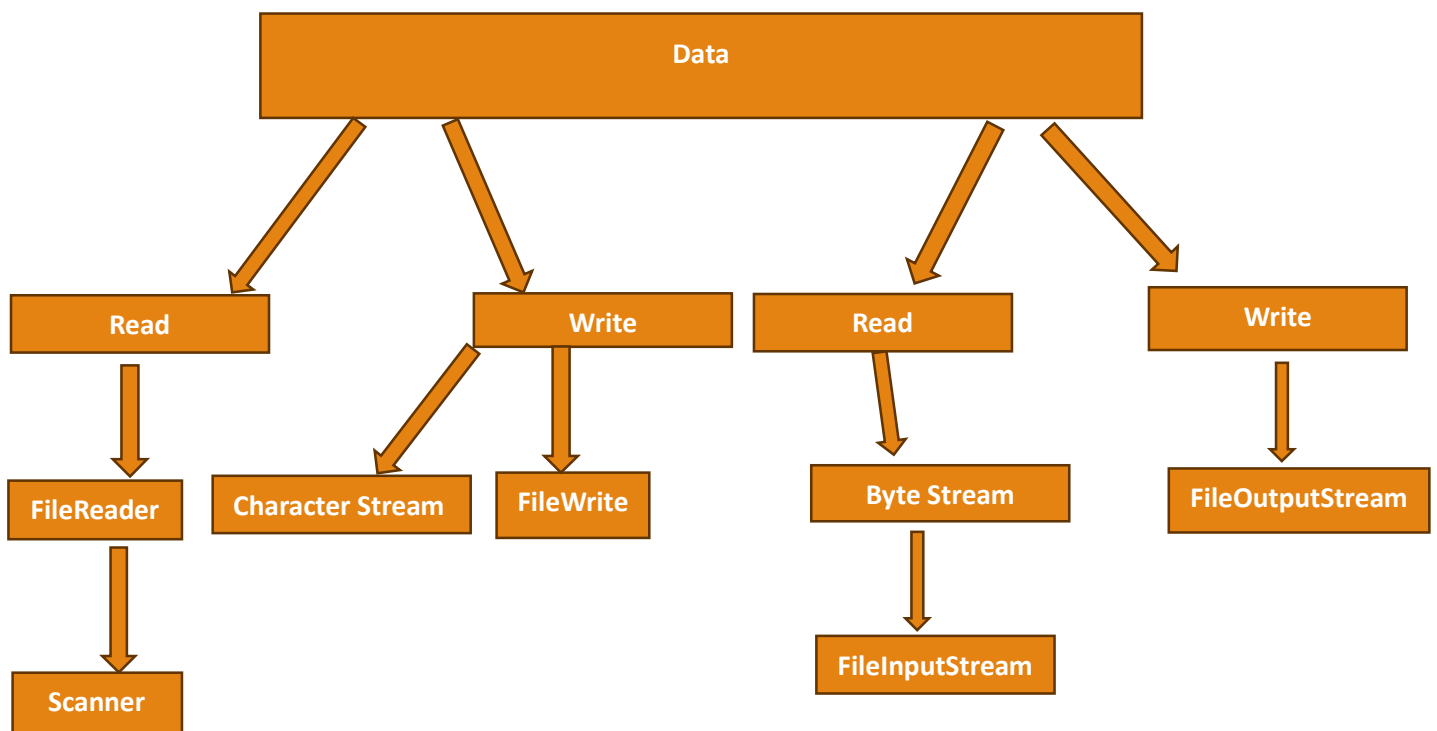 Data
Read
Write
Read
Write
FileReader
Character Stream
FileWrite
Byte Stream
FileOutputStream
Scanner
FileInputStream